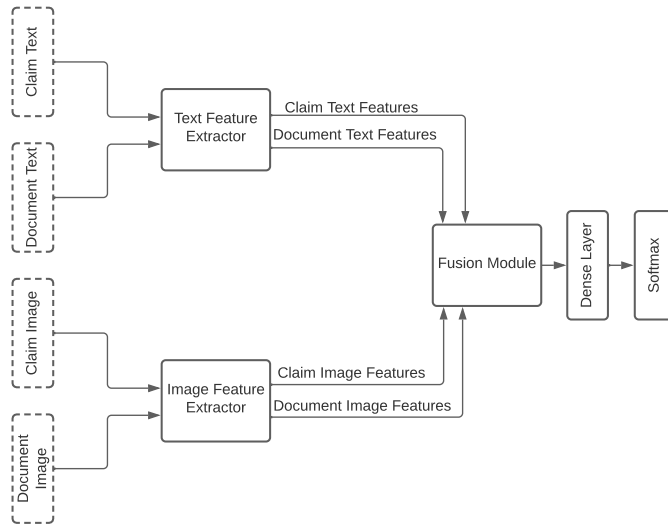 Claim Text
Document Text
Claim Image
Document
Image
Text Feature
Extractor
Image Feature
Extractor
Claim Text Features
Document Text Features
Claim Image Features
Document Image Features
Fusion Module
Dense Layer
Softmax